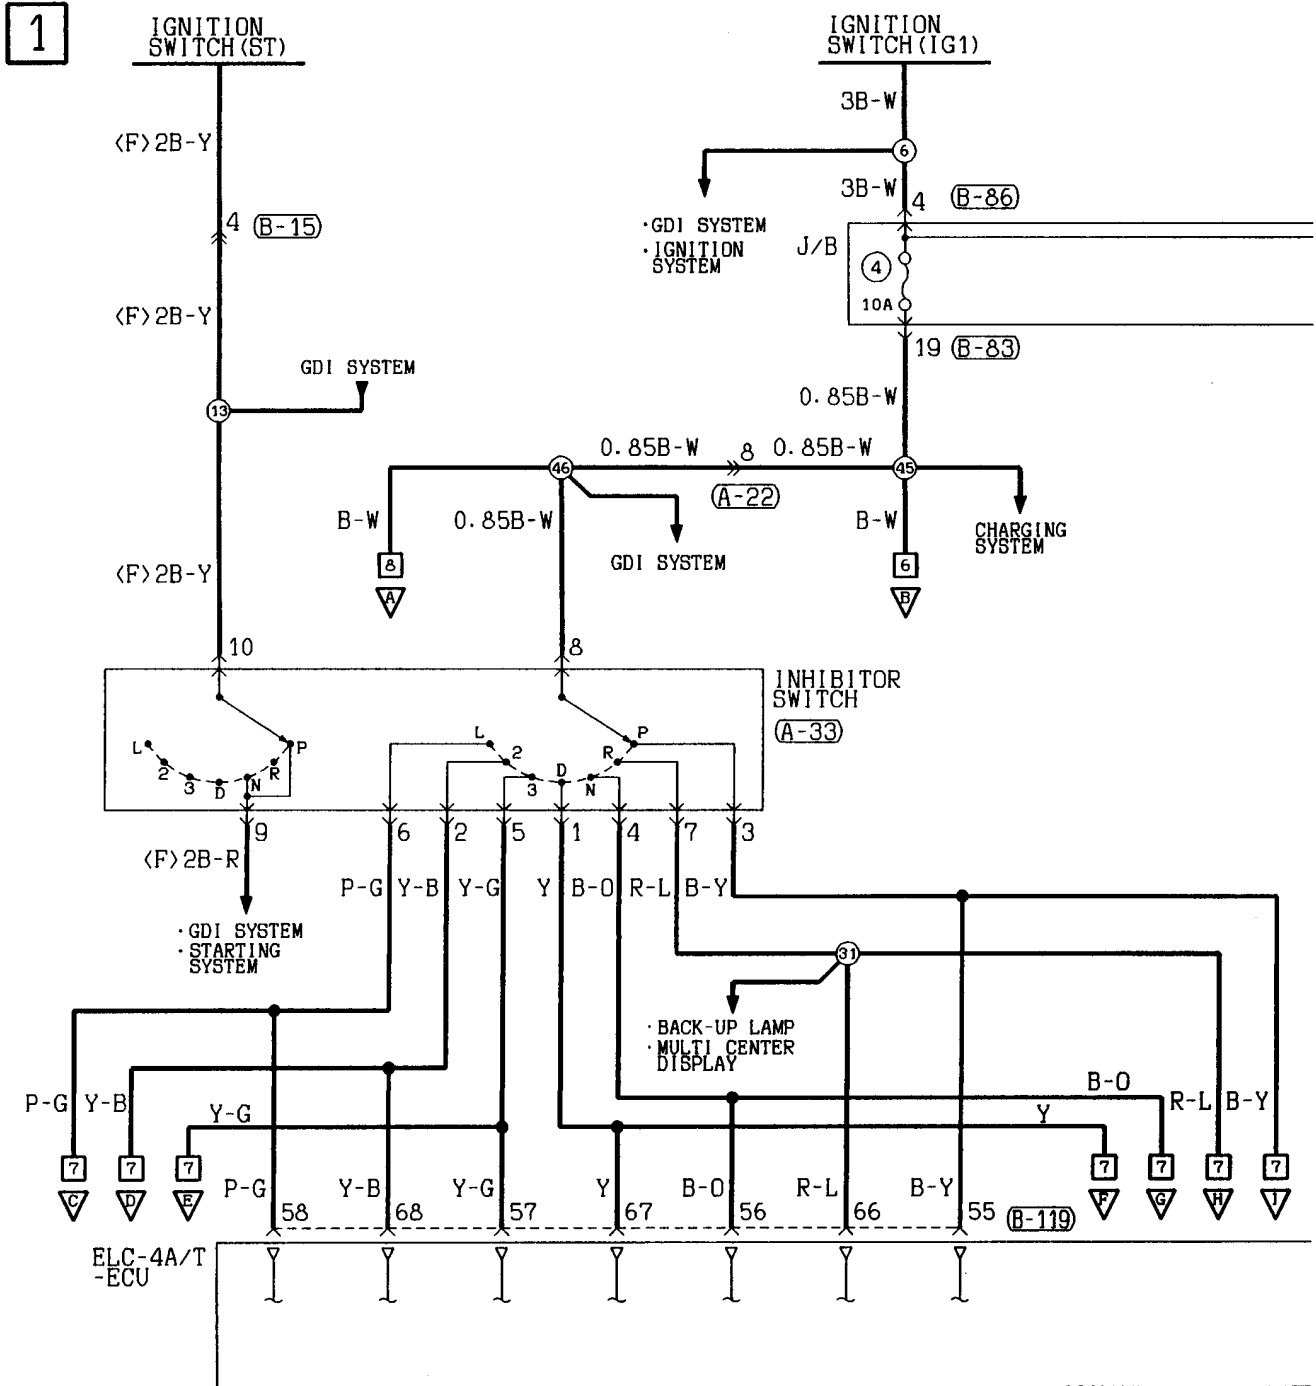 1
IGNITION
SWITCH(ST)
IGNITION
SWITCH(IG1)
<F>2B-Y
3B-W
6
3B-W
4 (B-86)
4 (B-15)
·GDI SYSTEM
·IGNITION
SYSTEM
J/B
4
10A
<F>2B-Y
19 (B-83)
GDI SYSTEM
0.85B-W
13
0.85B-W
8
0.85B-W
46
45
(A-22)
B-W
0.85B-W
B-W
CHARGING
SYSTEM
GDI SYSTEM
<F>2B-Y
8
6
A
B
10
8
INHIBITOR
SWITCH
(A-33)
L
2
3
D
N
R
P
L
2
3
D
N
R
P
9
6
2
5
1
4
7
3
<F>2B-R
P-G
Y-B
Y-G
Y
B-O
R-L
B-Y
·GDI SYSTEM
·STARTING
SYSTEM
31
·BACK-UP LAMP
·MULTI CENTER
DISPLAY
P-G
Y-B
Y-G
Y
B-O
R-L
B-Y
7
7
7
7
7
7
7
C
D
E
F
G
H
I
P-G
Y-B
Y-G
Y
B-O
R-L
B-Y
58
68
57
67
56
66
55
(B-119)
ELC-4A/T
-ECU